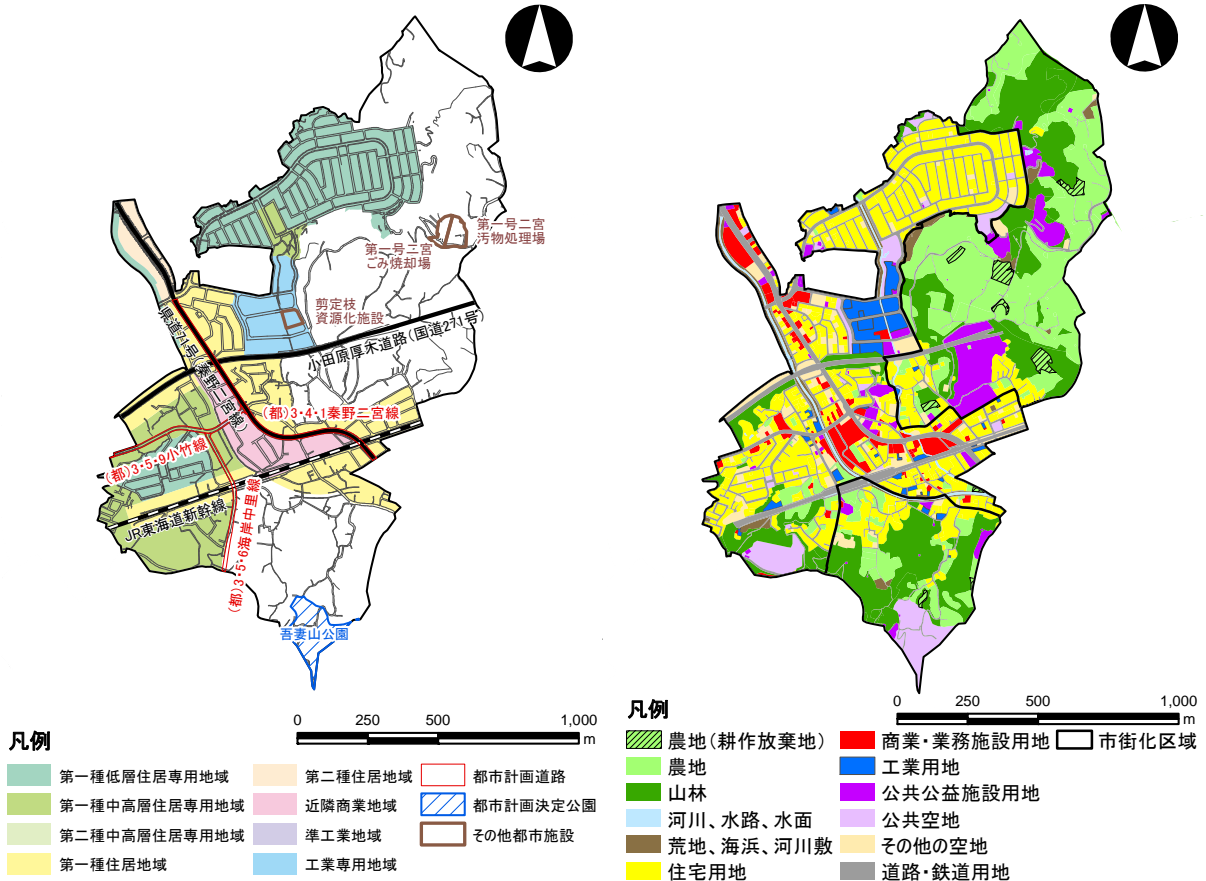 第一号二宮
汚物処理場
第一号二宮
ごみ焼却場
剪定枝
資源化施設
県道71号(秦野二宮線)
小田原厚木道路(国道271号)
(都)3・4・1秦野二宮線
(都)3・5・9小竹線
JR東海道新幹線
(都)3・5・6海岸中里線
吾妻山公園
0 250 500 1,000
m
凡例
第一種低層住居専用地域
第一種中高層住居専用地域
第二種中高層住居専用地域
第一種住居地域
第二種住居地域
近隣商業地域
準工業地域
工業専用地域
都市計画道路
都市計画決定公園
その他都市施設
0 250 500 1,000
m
凡例
農地(耕作放棄地)
農地
山林
河川、水路、水面
荒地、海浜、河川敷
住宅用地
商業・業務施設用地
工業用地
公共公益施設用地
公共空地
その他の空地
道路・鉄道用地
市街化区域